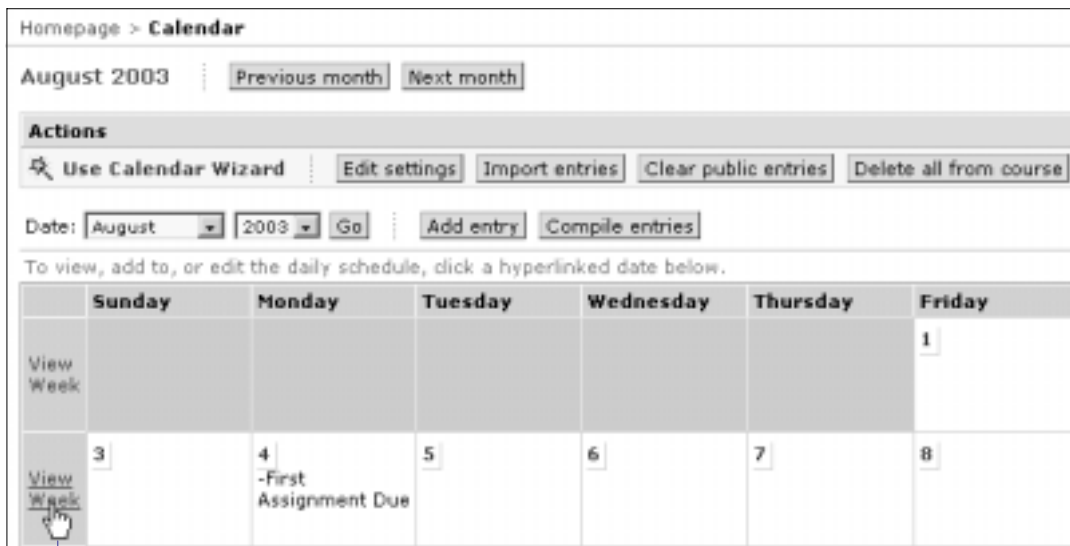 Homepage > Calendar
August 2003 Previous month Next month
Actions
Use Calendar Wizard Edit settings Import entries Clear public entries Delete all from course
Date: August 2003 Go Add entry Compile entries
To view, add to, or edit the daily schedule, click a hyperlinked date below.
Sunday Monday Tuesday Wednesday Thursday Friday
1
View
Week
3 4 5 6 7 8
-First
Assignment Due
View
Week